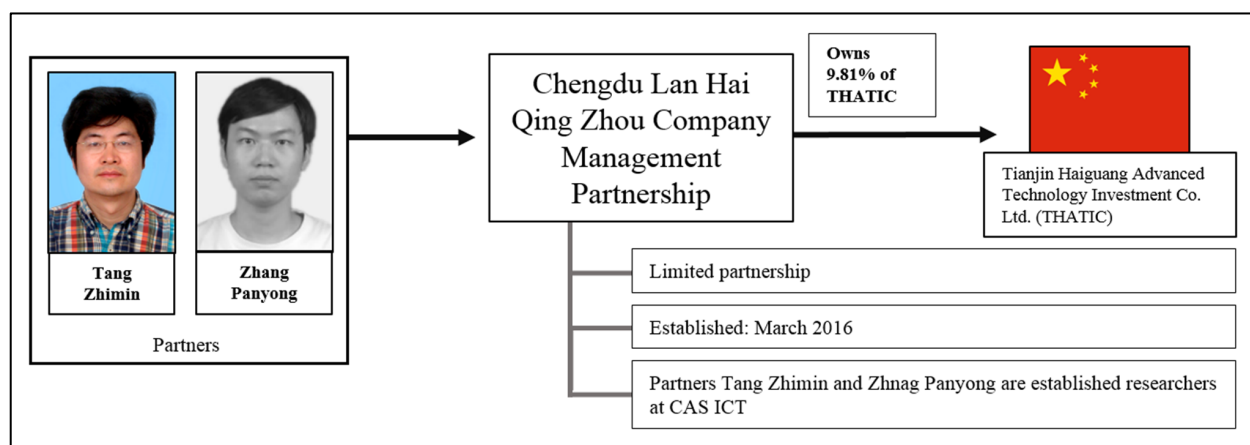 Tang
Zhimin
Zhang
Panyong
Partners
Chengdu Lan Hai
Qing Zhou Company
Management
Partnership
Owns
9.81% of
THATIC
Tianjin Haiguang Advanced
Technology Investment Co.
Ltd. (THATIC)
Limited partnership
Established: March 2016
Partners Tang Zhimin and Zhnag Panyong are established researchers
at CAS ICT